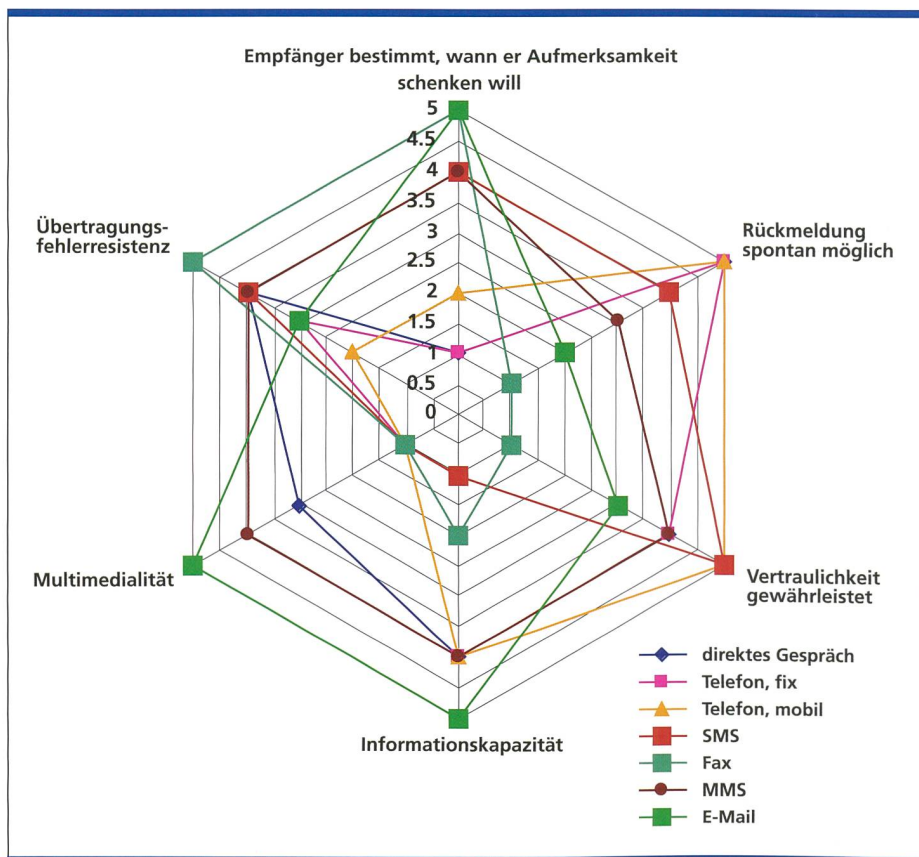 Empfänger bestimmt, wann er Aufmerksamkeit
schenken will
5
4.5
4
3.5
3
2.5
2
1.5
1
0.5
0
Übertragungs-
fehlerresistenz
Rückmeldung
spontan möglich
Multimedialität
Vertraulichkeit
gewährleistet
Informationskapazität
direktes Gespräch
Telefon, fix
Telefon, mobil
SMS
Fax
MMS
E-Mail